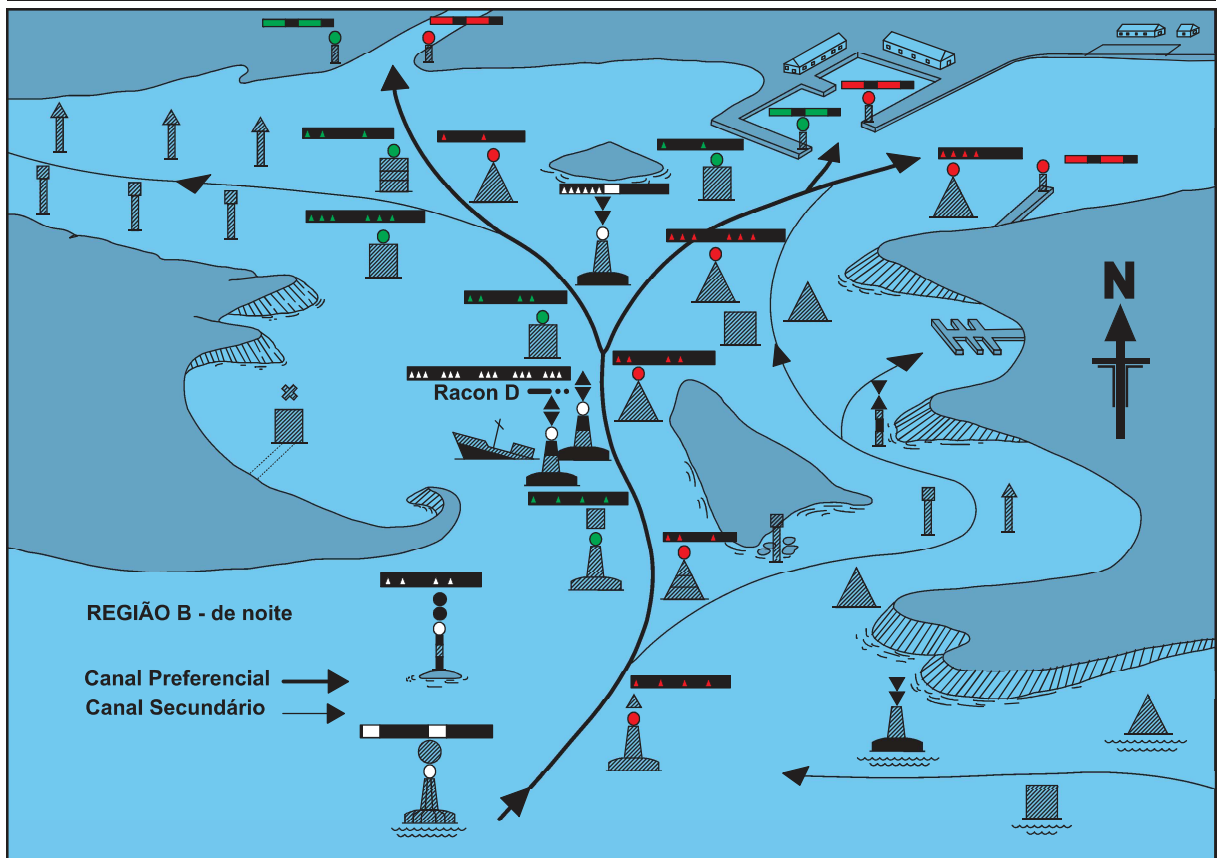 N
Racon D
REGIÃO B - de noite
Canal Preferencial
Canal Secundário